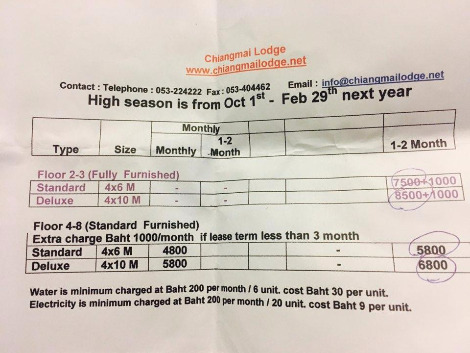 Chiangmai Lodge
www.chiangmailodge.net
Contact : Telephone : 053-224222 Fax : 053-404462 Email : info@chiangmailodge.net
High season is from Oct 1st - Feb 29th next year
Monthly
Type Size Monthly 1-2 Month 1-2 Month
Floor 2-3 (Fully Furnished)
Standard 4x6 M - - - 7500+1000
Deluxe 4x10 M - - - 8500+1000
Floor 4-8 (Standard Furnished)
Extra charge Baht 1000/month if lease term less than 3 month
Standard 4x6 M 4800 - 5800
Deluxe 4x10 M 5800 - 6800
Water is minimum charged at Baht 200 per month / 6 unit. cost Baht 30 per unit.
Electricity is minimum charged at Baht 200 per month / 20 unit. cost Baht 9 per unit.